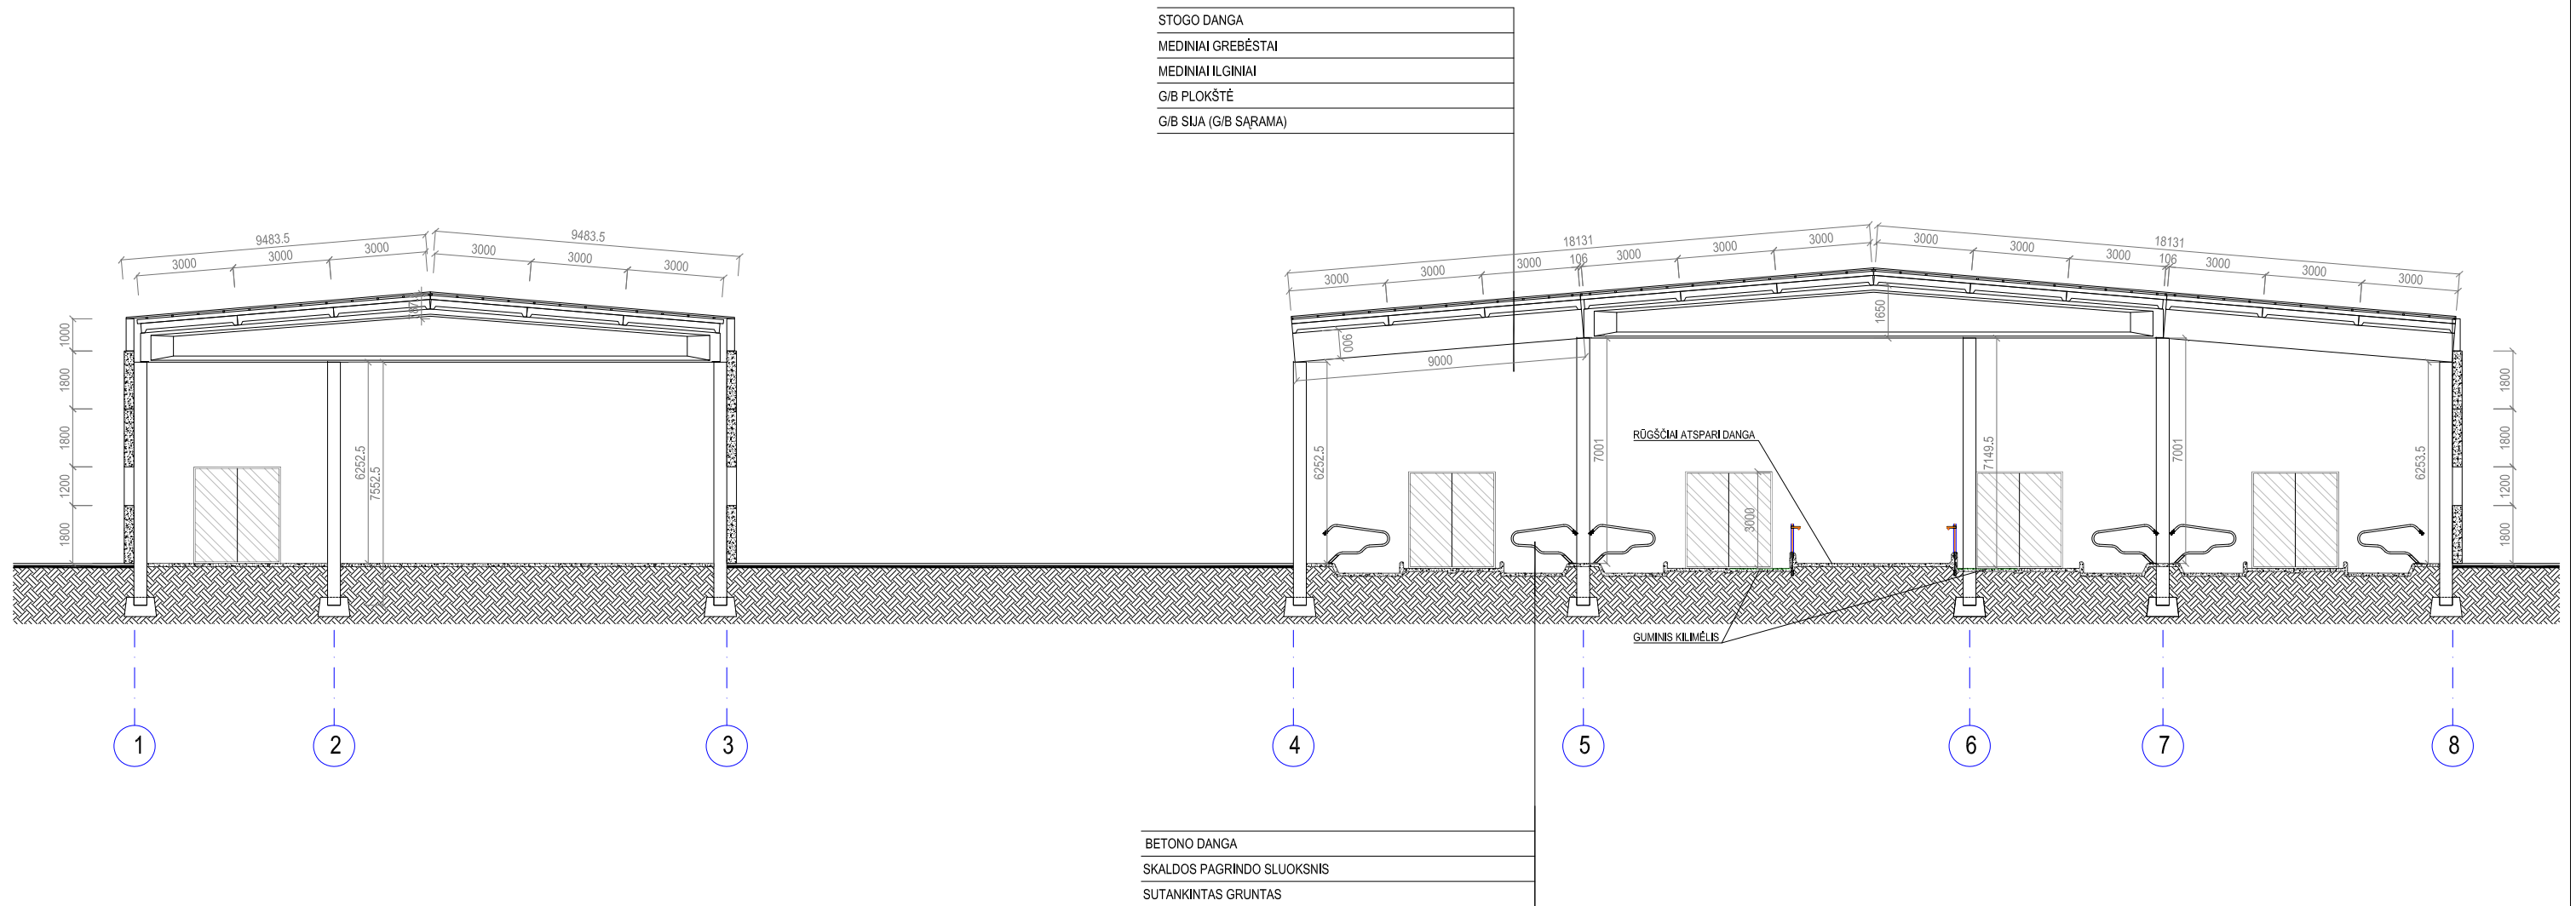 STOGO DANGA
MEDINIAI GREBĖSTAI
MEDINIAI ILGINIAI
G/B PLOKŠTĖ
G/B SIJA (G/B SĄRAMA)
9483.5 9483.5
3000 3000 3000 3000 3000 3000
1000
1800
1800
1200
1800
787
6252.5
7552.5
18131 18131
3000 3000 3000 106 3000 3000 3000 3000 3000 3000 106 3000 3000 3000
900
9000
1650
6252.5
7001
7149.5
7001
6253.5
3000
1800
1800
1200
1800
RŪGŠČIAI ATSPARI DANGA
GUMINIS KILIMĖLIS
1 2 3 4 5 6 7 8
BETONO DANGA
SKALDOS PAGRINDO SLUOKSNIS
SUTANKINTAS GRUNTAS